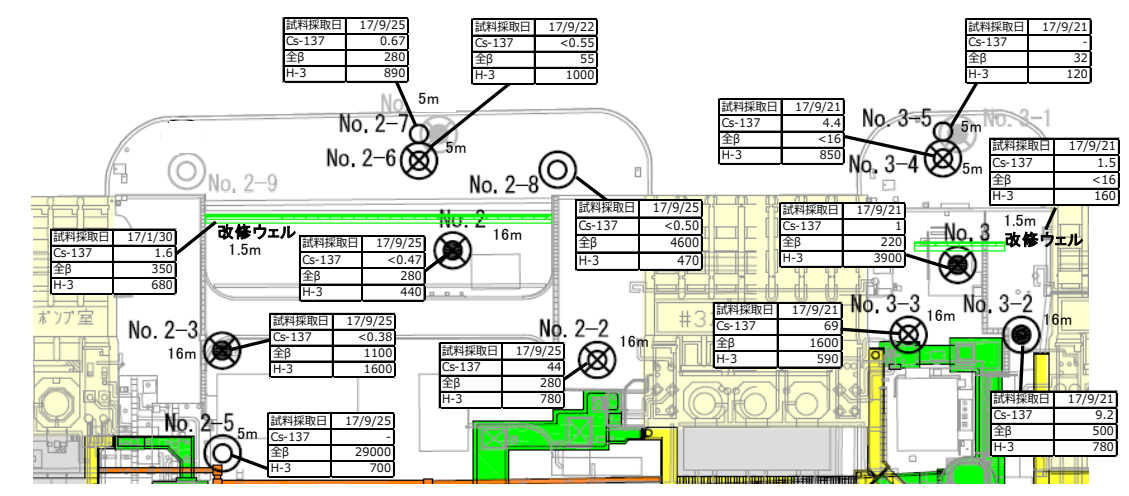 試料採取日 17/9/25
Cs-137 0.67
全β 280
H-3 890
試料採取日 17/9/22
Cs-137 <0.55
全β 55
H-3 1000
試料採取日 17/9/21
Cs-137 -
全β 32
H-3 120
5m
No. 2-7
5m
No. 2-6
試料採取日 17/9/21
Cs-137 4.4
全β <16
H-3 850
No. 3-5
5m
No. 3-1
No. 3-4
5m
試料採取日 17/9/21
Cs-137 1.5
全β <16
H-3 160
No. 2-9
No. 2-8
試料採取日 17/1/30
Cs-137 1.6
全β 350
H-3 680
改修ウェル
1.5m
No. 2
16m
試料採取日 17/9/25
Cs-137 <0.47
全β 280
H-3 440
試料採取日 17/9/25
Cs-137 <0.50
全β 4600
H-3 470
試料採取日 17/9/21
Cs-137 1
全β 220
H-3 3900
No. 3
1.5m
改修ウェル
ポンプ室
No. 2-3
16m
試料採取日 17/9/25
Cs-137 <0.38
全β 1100
H-3 1600
No. 2-2
16m
試料採取日 17/9/25
Cs-137 44
全β 280
H-3 780
#3
試料採取日 17/9/21
Cs-137 69
全β 1600
H-3 590
No. 3-3
16m
No. 3-2
16m
試料採取日 17/9/21
Cs-137 9.2
全β 500
H-3 780
No. 2-5
5m
試料採取日 17/9/25
Cs-137 -
全β 29000
H-3 700